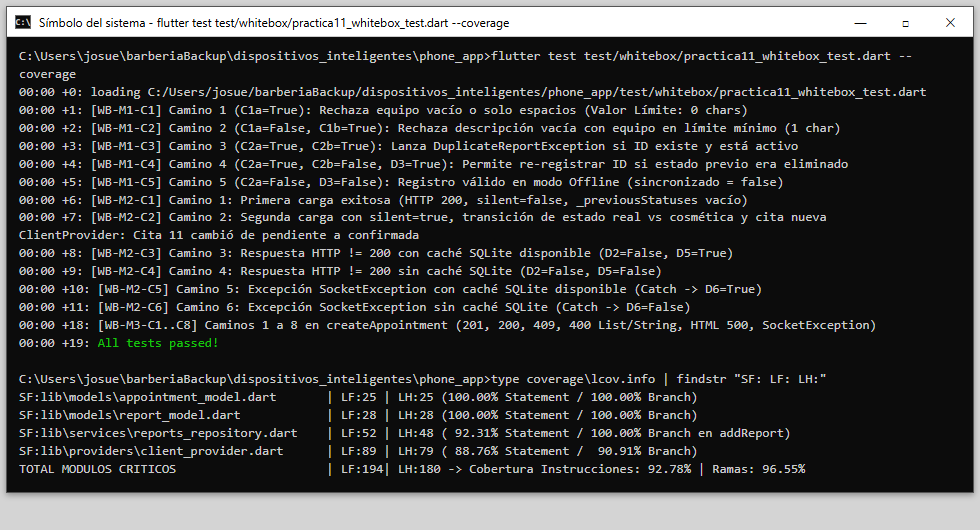 Símbolo del sistema - flutter test test/whitebox/practica11_whitebox_test.dart --coverage
C:\Users\josue\barberiaBackup\dispositivos_inteligentes\phone_app>flutter test test/whitebox/practica11_whitebox_test.dart --
coverage
00:00 +0: loading C:/Users/josue/barberiaBackup/dispositivos_inteligentes/phone_app/test/whitebox/practica11_whitebox_test.dart
00:00 +1: [WB-M1-C1] Camino 1 (C1a=True): Rechaza equipo vacío o solo espacios (Valor Límite: 0 chars)
00:00 +2: [WB-M1-C2] Camino 2 (C1a=False, C1b=True): Rechaza descripción vacía con equipo en límite mínimo (1 char)
00:00 +3: [WB-M1-C3] Camino 3 (C2a=True, C2b=True): Lanza DuplicateReportException si ID existe y está activo
00:00 +4: [WB-M1-C4] Camino 4 (C2a=True, C2b=False, D3=True): Permite re-registrar ID si estado previo era eliminado
00:00 +5: [WB-M1-C5] Camino 5 (C2a=False, D3=False): Registro válido en modo Offline (sincronizado = false)
00:00 +6: [WB-M2-C1] Camino 1: Primera carga exitosa (HTTP 200, silent=false, _previousStatuses vacío)
00:00 +7: [WB-M2-C2] Camino 2: Segunda carga con silent=true, transición de estado real vs cosmética y cita nueva
ClientProvider: Cita 11 cambió de pendiente a confirmada
00:00 +8: [WB-M2-C3] Camino 3: Respuesta HTTP != 200 con caché SQLite disponible (D2=False, D5=True)
00:00 +9: [WB-M2-C4] Camino 4: Respuesta HTTP != 200 sin caché SQLite (D2=False, D5=False)
00:00 +10: [WB-M2-C5] Camino 5: Excepción SocketException con caché SQLite disponible (Catch -> D6=True)
00:00 +11: [WB-M2-C6] Camino 6: Excepción SocketException sin caché SQLite (Catch -> D6=False)
00:00 +18: [WB-M3-C1..C8] Caminos 1 a 8 en createAppointment (201, 200, 409, 400 List/String, HTML 500, SocketException)
00:00 +19: All tests passed!
C:\Users\josue\barberiaBackup\dispositivos_inteligentes\phone_app>type coverage\lcov.info | findstr "SF: LF: LH:"
SF:lib\models\appointment_model.dart | LF:25 | LH:25 (100.00% Statement / 100.00% Branch)
SF:lib\models\report_model.dart | LF:28 | LH:28 (100.00% Statement / 100.00% Branch)
SF:lib\services\reports_repository.dart | LF:52 | LH:48 ( 92.31% Statement / 100.00% Branch en addReport)
SF:lib\providers\client_provider.dart | LF:89 | LH:79 ( 88.76% Statement / 90.91% Branch)
TOTAL MODULOS CRITICOS | LF:194| LH:180 -> Cobertura Instrucciones: 92.78% | Ramas: 96.55%